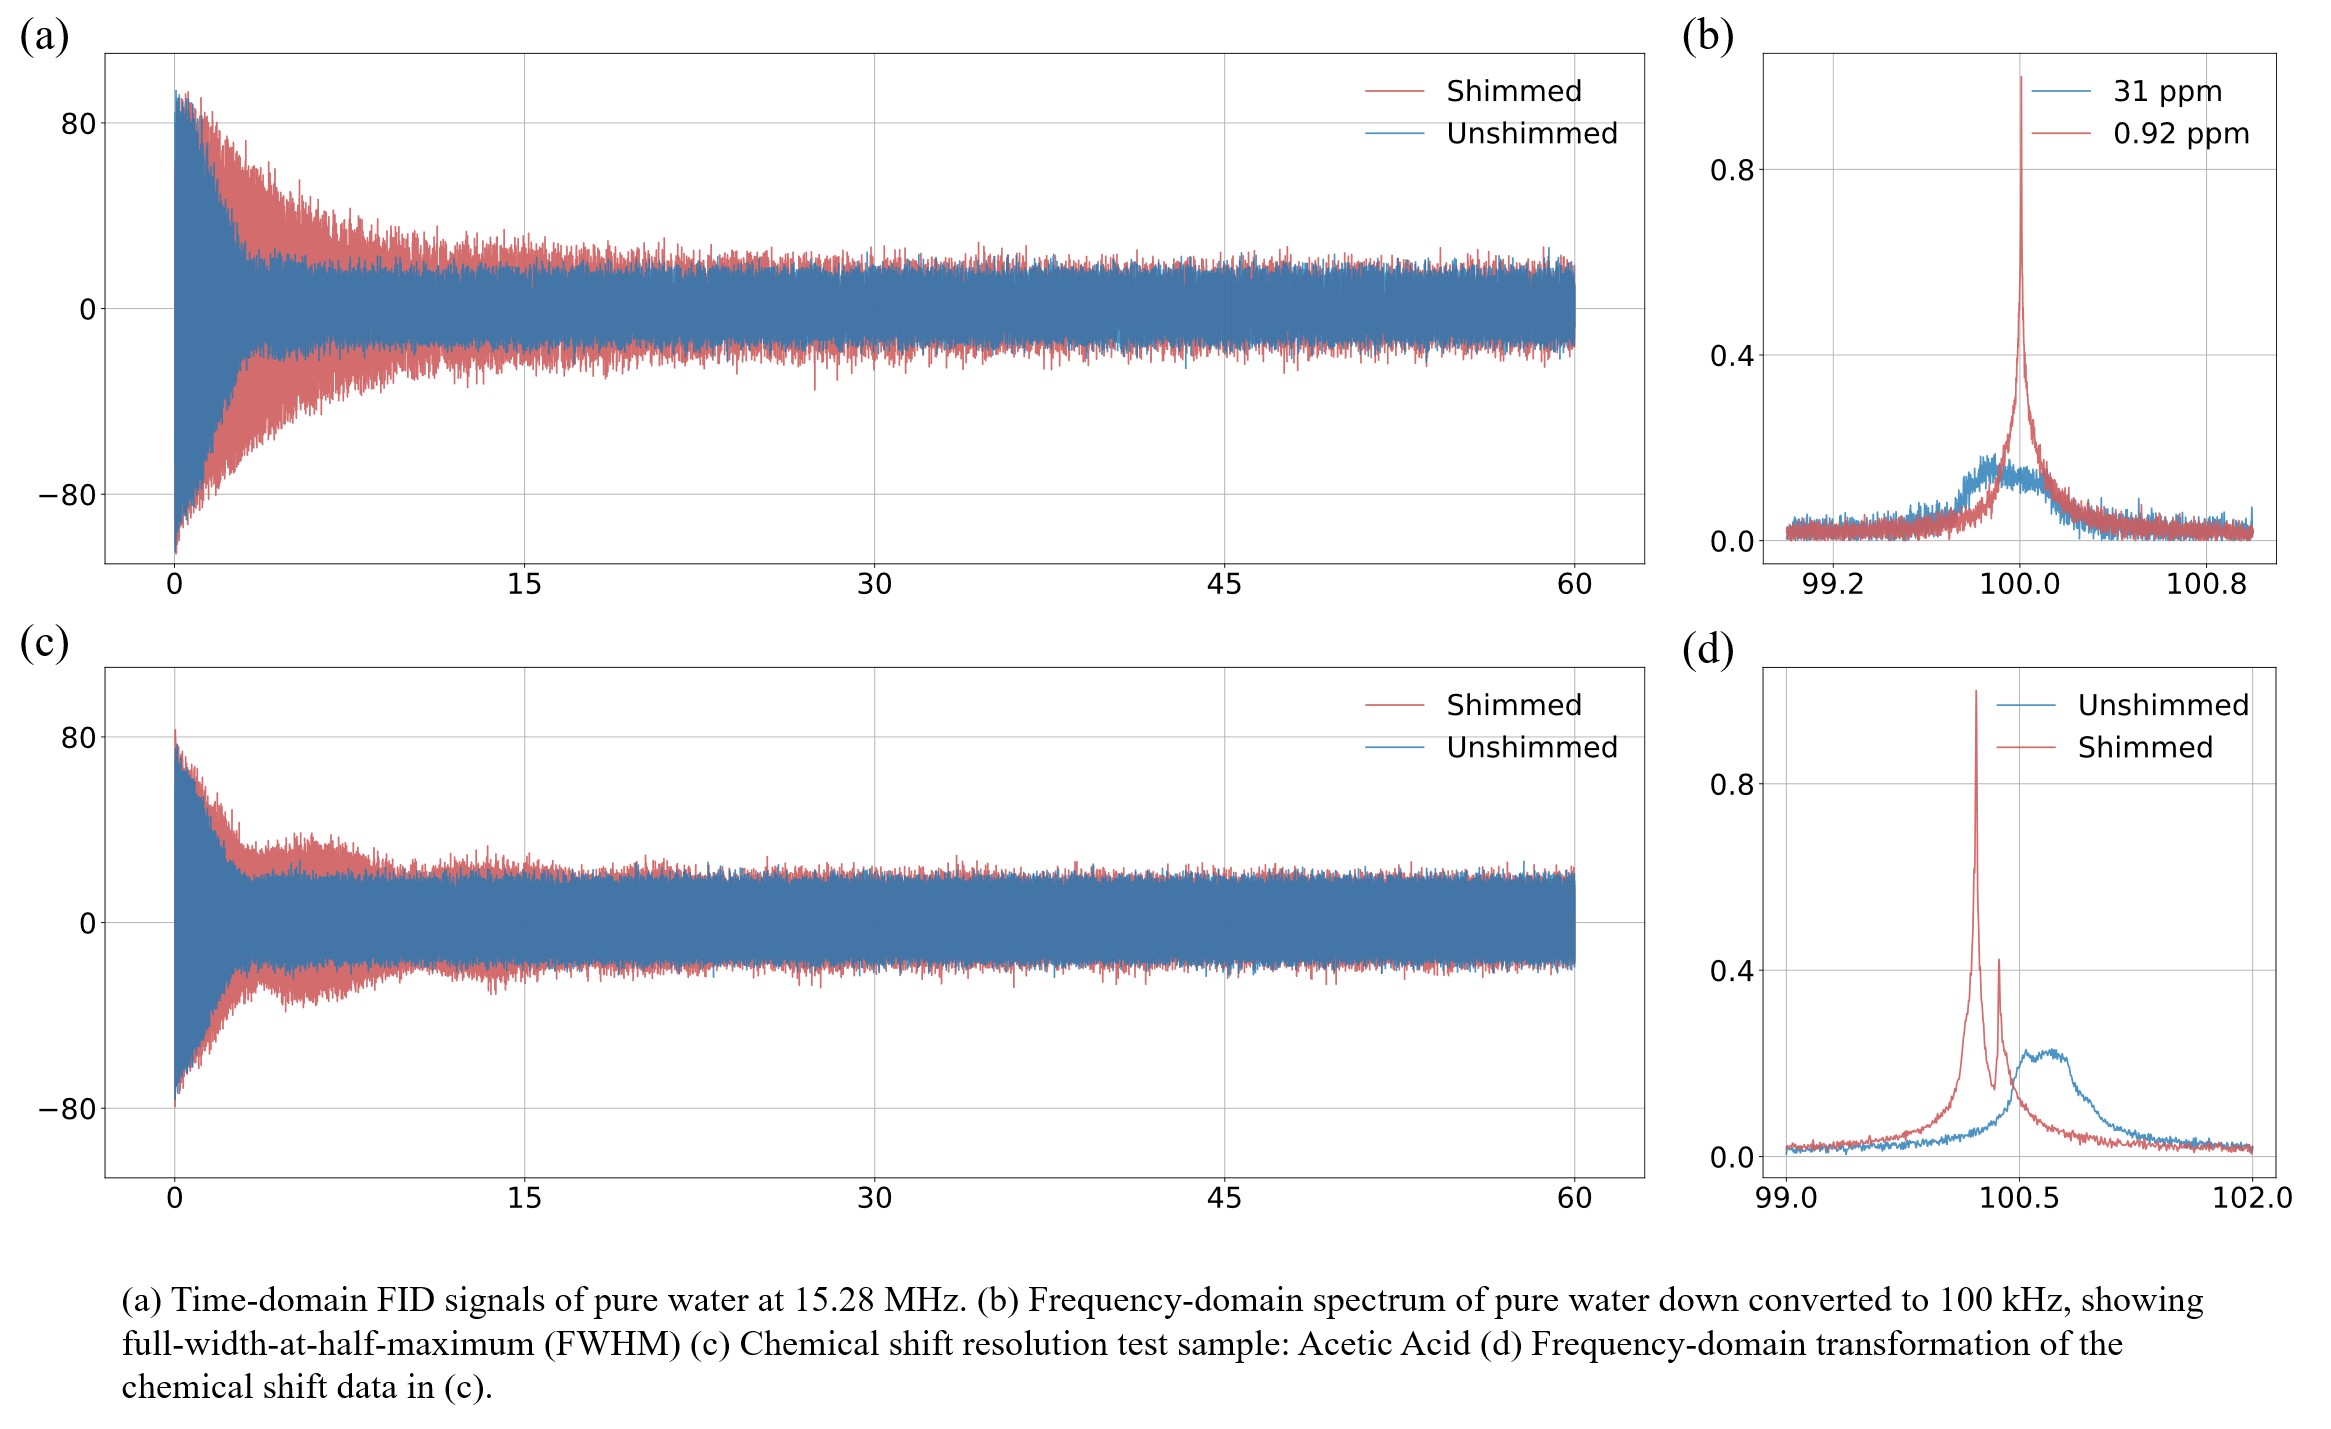 (a)
80
0
−80
0 15 30 45 60
Shimmed
Unshimmed
(b)
0.8
0.4
0.0
99.2 100.0 100.8
31 ppm
0.92 ppm
(c)
80
0
−80
0 15 30 45 60
Shimmed
Unshimmed
(d)
0.8
0.4
0.0
99.0 100.5 102.0
Unshimmed
Shimmed
(a) Time-domain FID signals of pure water at 15.28 MHz. (b) Frequency-domain spectrum of pure water down converted to 100 kHz, showing
full-width-at-half-maximum (FWHM) (c) Chemical shift resolution test sample: Acetic Acid (d) Frequency-domain transformation of the
chemical shift data in (c).